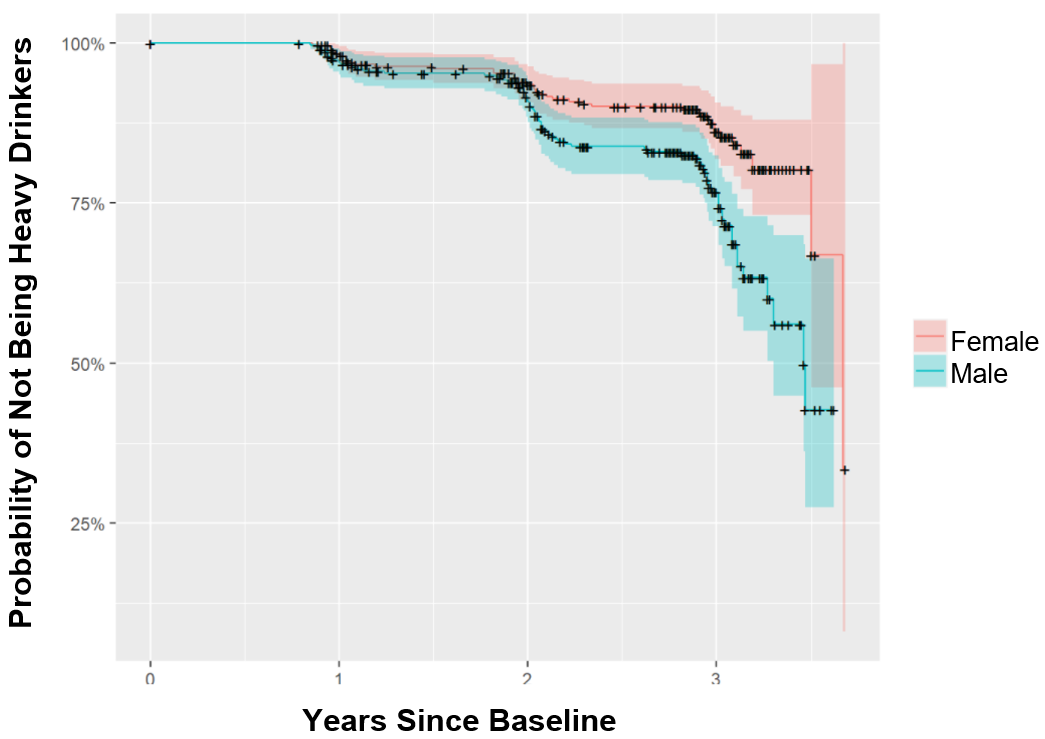 Probability of Not Being Heavy Drinkers
100%
75%
50%
25%
0
1
2
3
Years Since Baseline
Female
Male